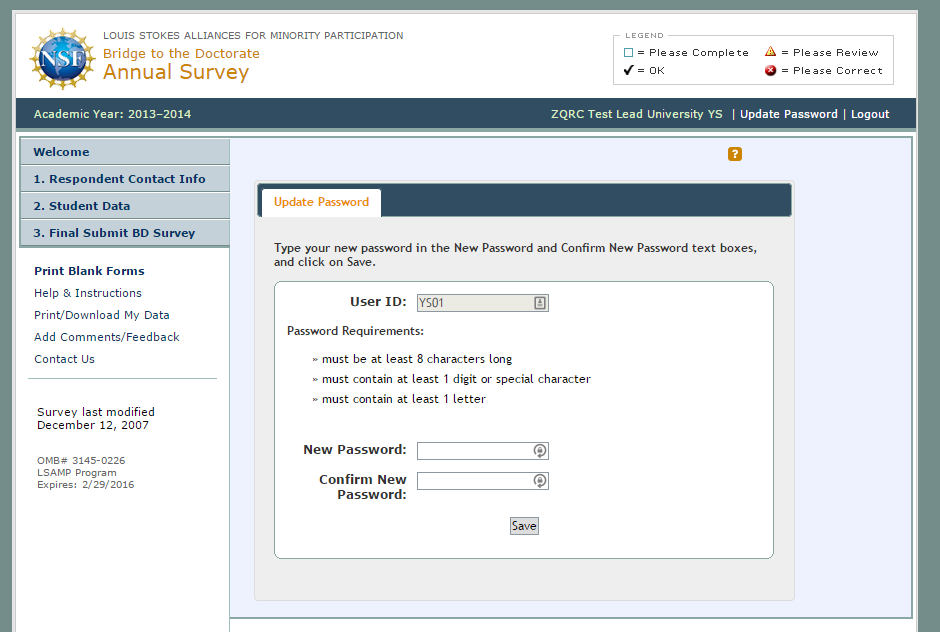 NSF
LOUIS STOKES ALLIANCES FOR MINORITY PARTICIPATION
Bridge to the Doctorate
Annual Survey
LEGEND
= Please Complete
= Please Review
= OK
= Please Correct
Academic Year: 2013–2014
ZQRC Test Lead University YS | Update Password | Logout
Welcome
1. Respondent Contact Info
2. Student Data
3. Final Submit BD Survey
Print Blank Forms
Help & Instructions
Print/Download My Data
Add Comments/Feedback
Contact Us
Survey last modified
December 12, 2007
OMB# 3145-0226
LSAMP Program
Expires: 2/29/2016
?
Update Password
Type your new password in the New Password and Confirm New Password text boxes,
and click on Save.
User ID: YS01
Password Requirements:
» must be at least 8 characters long
» must contain at least 1 digit or special character
» must contain at least 1 letter
New Password:
Confirm New
Password:
Save